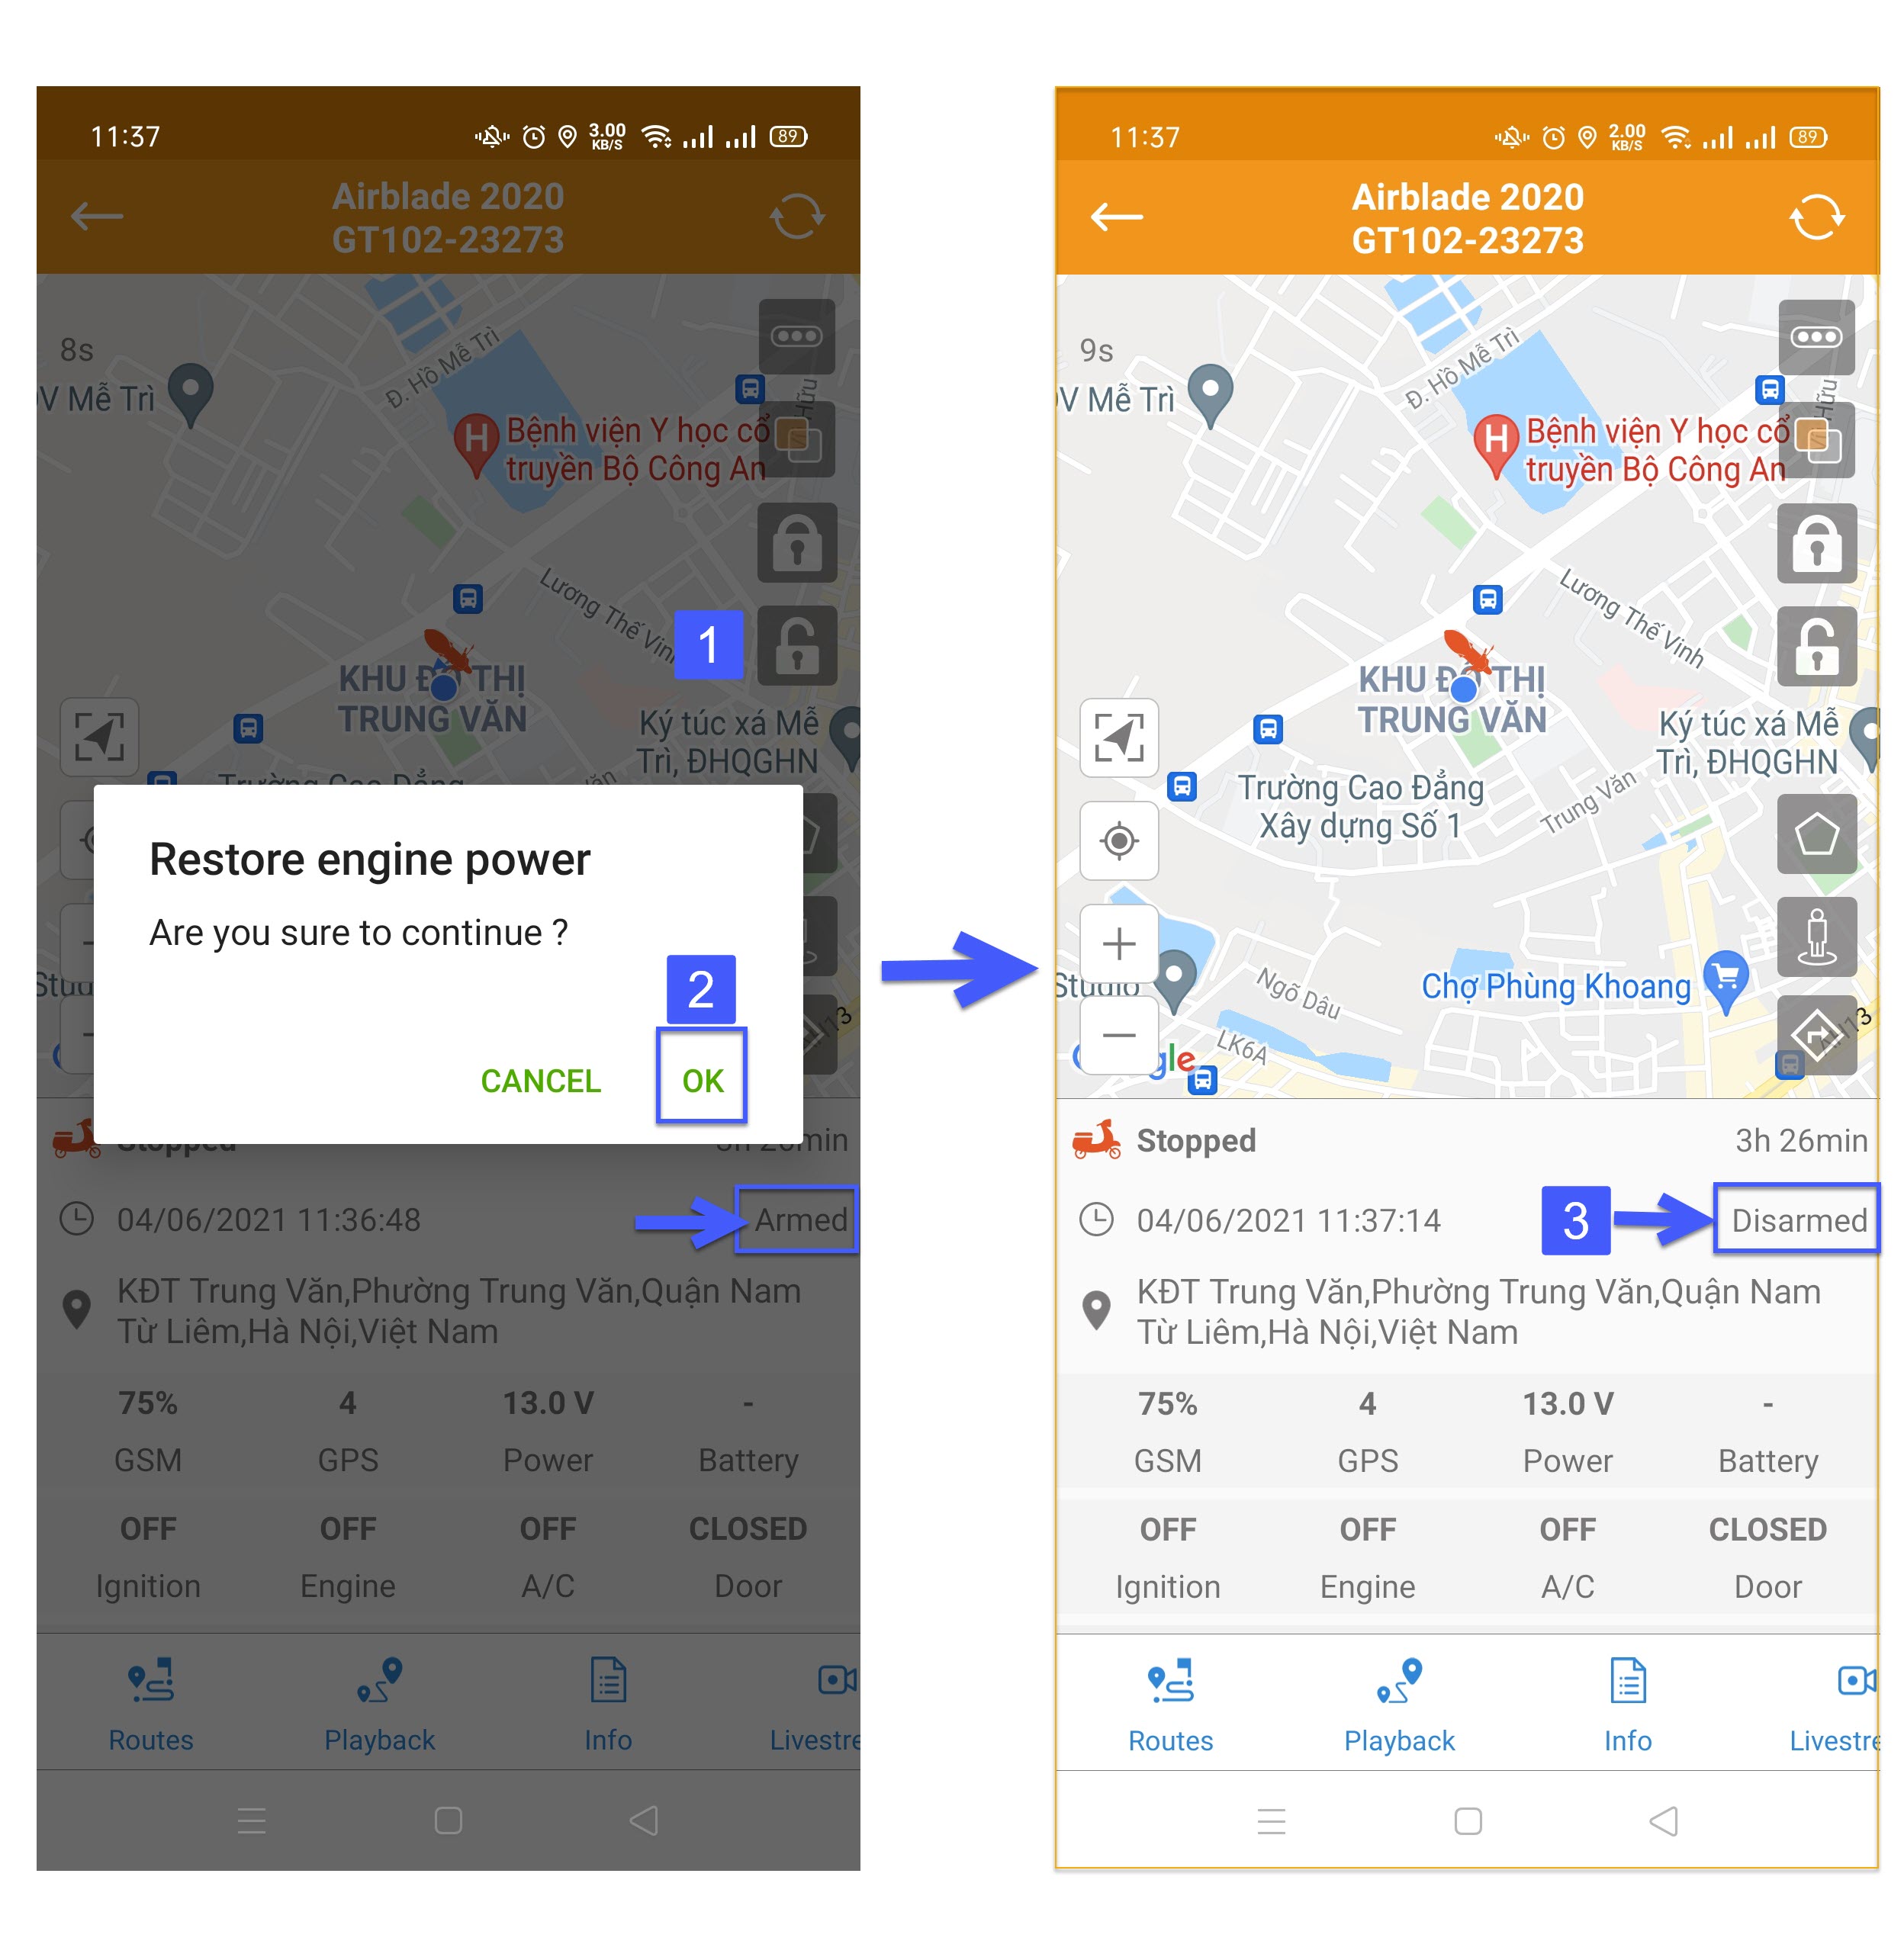 11:37
3.00
KB/S
89
Airblade 2020
GT102-23273
8s
Đ. Hồ Mễ Trì
V Mễ Trì
Hữu
H
Bệnh viện Y học cổ
truyền Bộ Công An
Lương Thế Vinh
1
KHU ĐÔ THỊ
TRUNG VĂN
Ký túc xá Mễ
Trì, ĐHQGHN
Trường Cao Đẳng
Restore engine power
Are you sure to continue ?
2
CANCEL
OK
Stopped
3h 26min
04/06/2021 11:36:48
Armed
KĐT Trung Văn,Phường Trung Văn,Quận Nam
Từ Liêm,Hà Nội,Việt Nam
75%
4
13.0 V
-
GSM
GPS
Power
Battery
OFF
OFF
OFF
CLOSED
Ignition
Engine
A/C
Door
Routes
Playback
Info
Livestre
11:37
2.00
KB/S
89
Airblade 2020
GT102-23273
9s
Đ. Hồ Mễ Trì
V Mễ Trì
Hữu
H
Bệnh viện Y học cổ
truyền Bộ Công An
Lương Thế Vinh
KHU ĐÔ THỊ
TRUNG VĂN
Ký túc xá Mễ
Trì, ĐHQGHN
Trường Cao Đẳng
Xây dựng Số 1
Trung Văn
Studio
Ngõ Dâu
Chợ Phùng Khoang
LK6A
Stopped
3h 26min
04/06/2021 11:37:14
3
Disarmed
KĐT Trung Văn,Phường Trung Văn,Quận Nam
Từ Liêm,Hà Nội,Việt Nam
75%
4
13.0 V
-
GSM
GPS
Power
Battery
OFF
OFF
OFF
CLOSED
Ignition
Engine
A/C
Door
Routes
Playback
Info
Livestre